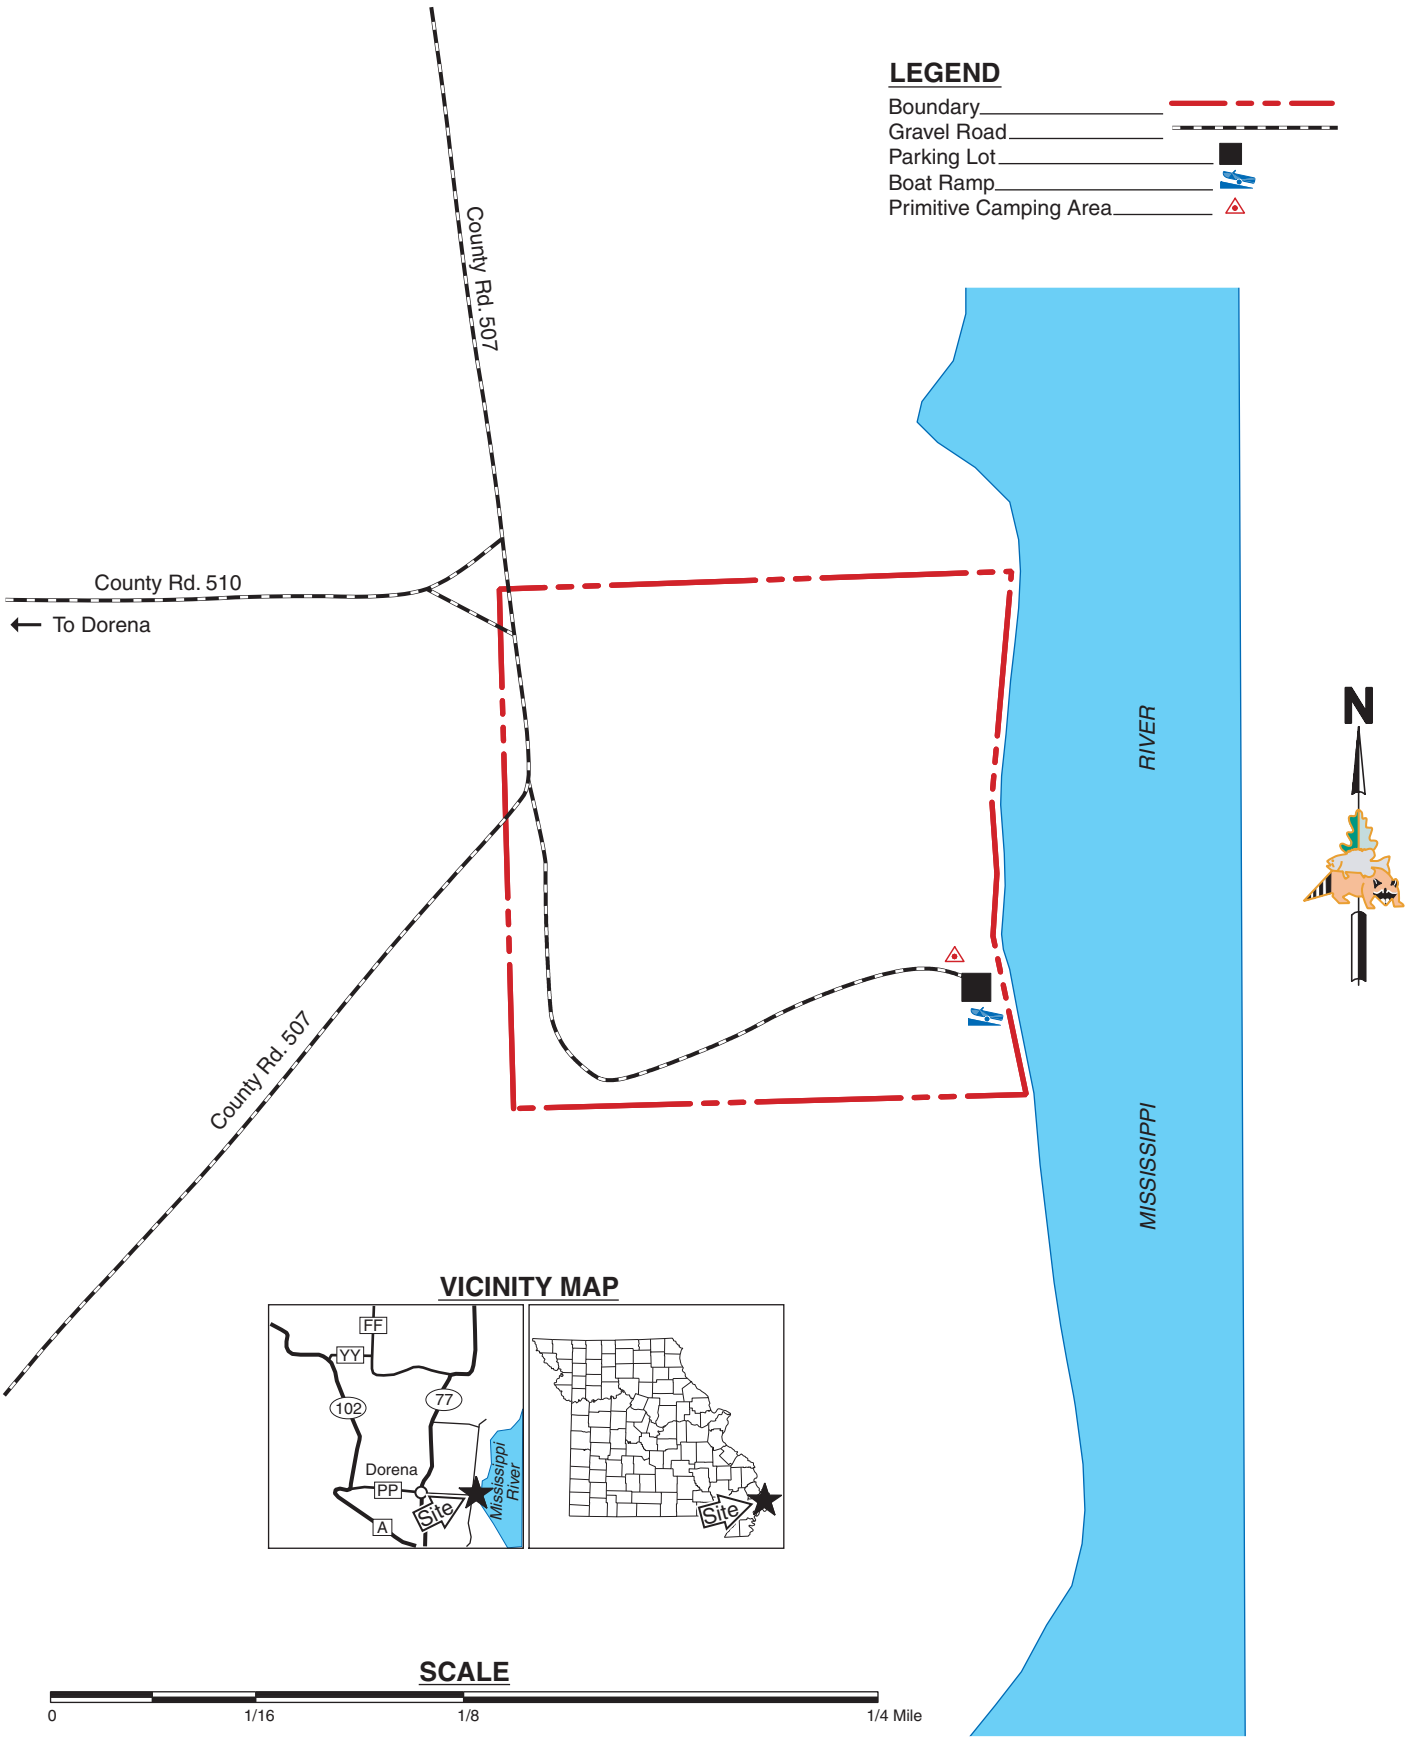 LEGEND
Boundary
Gravel Road
Parking Lot
Boat Ramp
Primitive Camping Area
County Rd. 507
County Rd. 510
← To Dorena
RIVER
N
County Rd. 507
MISSISSIPPI
VICINITY MAP
FF
YY
102
77
Dorena
PP
A
Site
Mississippi
River
Site
SCALE
0 1/16 1/8 1/4 Mile